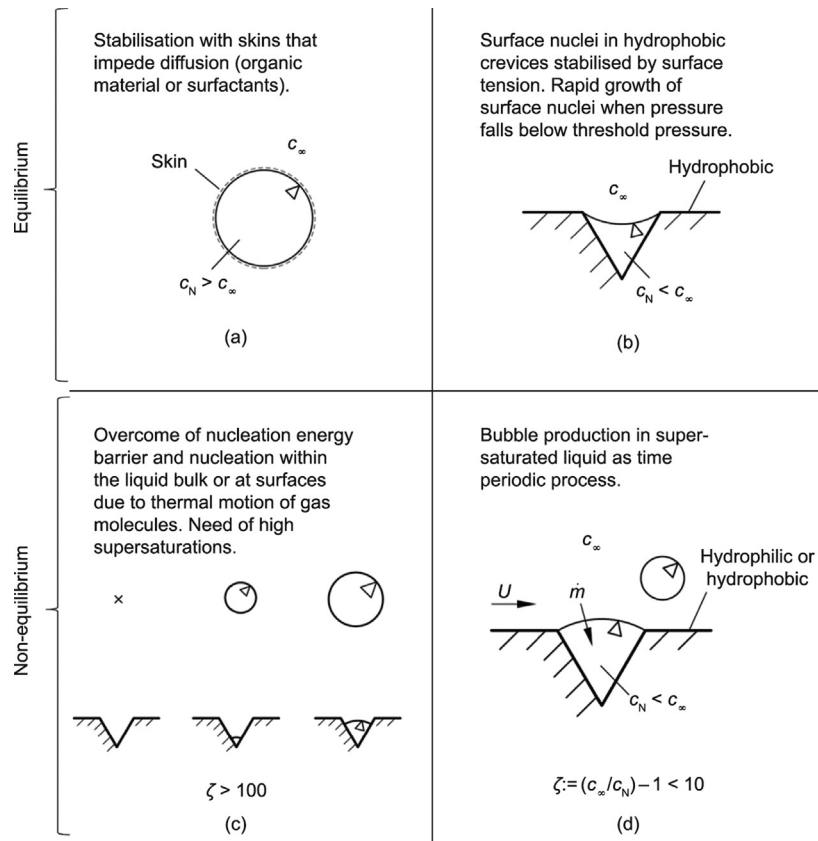 Equilibrium
Stabilisation with skins that
impede diffusion (organic
material or surfactants).
c∞
Skin
cN > c∞
(a)
Surface nuclei in hydrophobic
crevices stabilised by surface
tension. Rapid growth of
surface nuclei when pressure
falls below threshold pressure.
Hydrophobic
c∞
cN < c∞
(b)
Non-equilibrium
Overcome of nucleation energy
barrier and nucleation within
the liquid bulk or at surfaces
due to thermal motion of gas
molecules. Need of high
supersaturations.
ζ > 100
(c)
Bubble production in super-
saturated liquid as time
periodic process.
c∞
Hydrophilic or
hydrophobic
U
ṁ
cN < c∞
ζ:= (c∞/cN) – 1 < 10
(d)